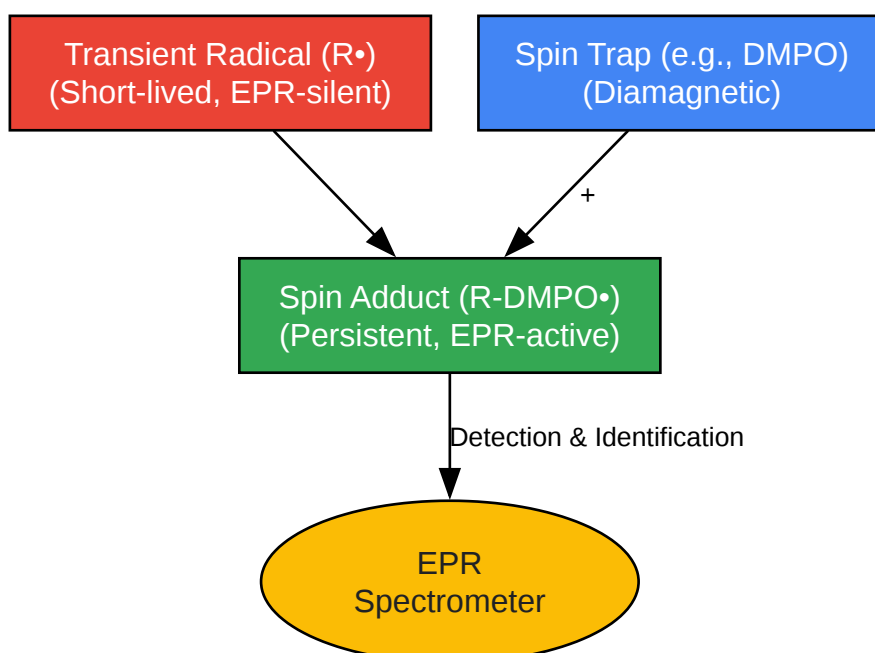 Transient Radical (R•)
(Short-lived, EPR-silent)
Spin Trap (e.g., DMPO)
(Diamagnetic)
+
Spin Adduct (R-DMPO•)
(Persistent, EPR-active)
Detection & Identification
EPR
Spectrometer